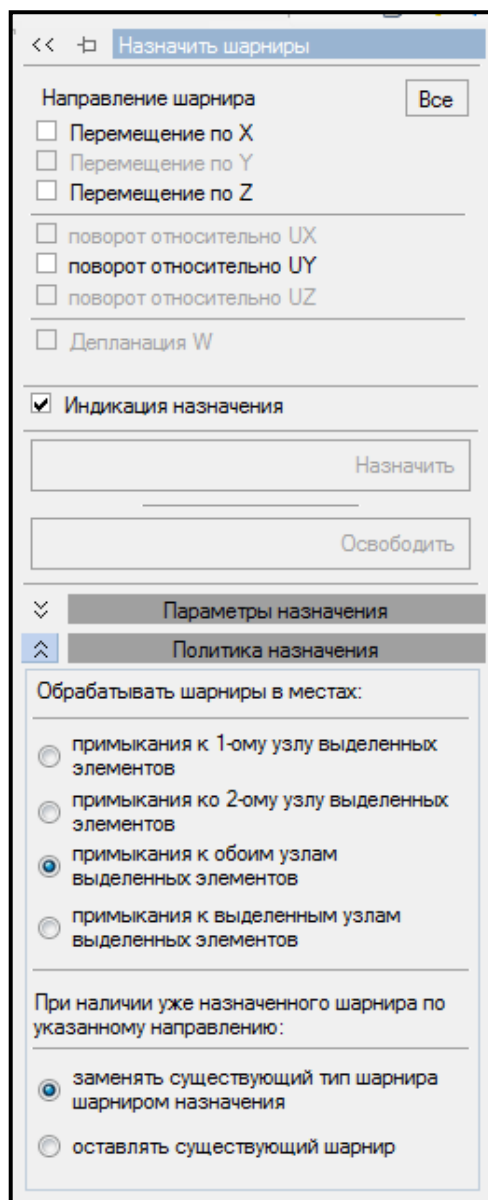 << Назначить шарниры
Направление шарнира Все
Перемещение по X
Перемещение по Y
Перемещение по Z
поворот относительно UX
поворот относительно UY
поворот относительно UZ
Депланация W
Индикация назначения
Назначить
Освободить
Параметры назначения
Политика назначения
Обрабатывать шарниры в местах:
примыкания к 1-ому узлу выделенных
элементов
примыкания ко 2-ому узлу выделенных
элементов
примыкания к обоим узлам
выделенных элементов
примыкания к выделенным узлам
выделенных элементов
При наличии уже назначенного шарнира по
указанному направлению:
заменять существующий тип шарнира
шарниром назначения
оставлять существующий шарнир